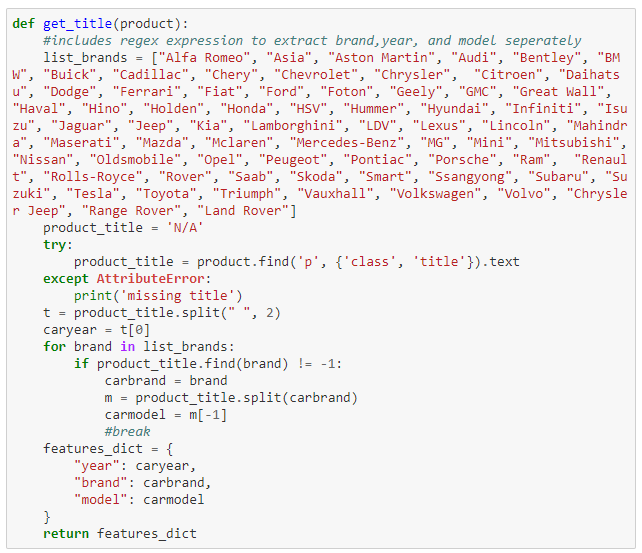 def get_title(product):
    #includes regex expression to extract brand,year, and model seperately
    list_brands = ["Alfa Romeo", "Asia", "Aston Martin", "Audi", "Bentley", "BM
W", "Buick", "Cadillac", "Chery", "Chevrolet", "Chrysler",  "Citroen", "Daihats
u", "Dodge", "Ferrari", "Fiat", "Ford", "Foton", "Geely", "GMC", "Great Wall",
"Haval", "Hino", "Holden", "Honda", "HSV", "Hummer", "Hyundai", "Infiniti", "Isu
zu", "Jaguar", "Jeep", "Kia", "Lamborghini", "LDV", "Lexus", "Lincoln", "Mahindr
a", "Maserati", "Mazda", "Mclaren", "Mercedes-Benz", "MG", "Mini", "Mitsubishi",
"Nissan", "Oldsmobile", "Opel", "Peugeot", "Pontiac", "Porsche", "Ram",  "Renaul
t", "Rolls-Royce", "Rover", "Saab", "Skoda", "Smart", "Ssangyong", "Subaru", "Su
zuki", "Tesla", "Toyota", "Triumph", "Vauxhall", "Volkswagen", "Volvo", "Chrysle
r Jeep", "Range Rover", "Land Rover"]
    product_title = 'N/A'
    try:
        product_title = product.find('p', {'class', 'title'}).text
    except AttributeError:
        print('missing title')
    t = product_title.split(" ", 2)
    caryear = t[0]
    for brand in list_brands:
        if product_title.find(brand) != -1:
            carbrand = brand
            m = product_title.split(carbrand)
            carmodel = m[-1]
            #break
    features_dict = {
        "year": caryear,
        "brand": carbrand,
        "model": carmodel
    }
    return features_dict